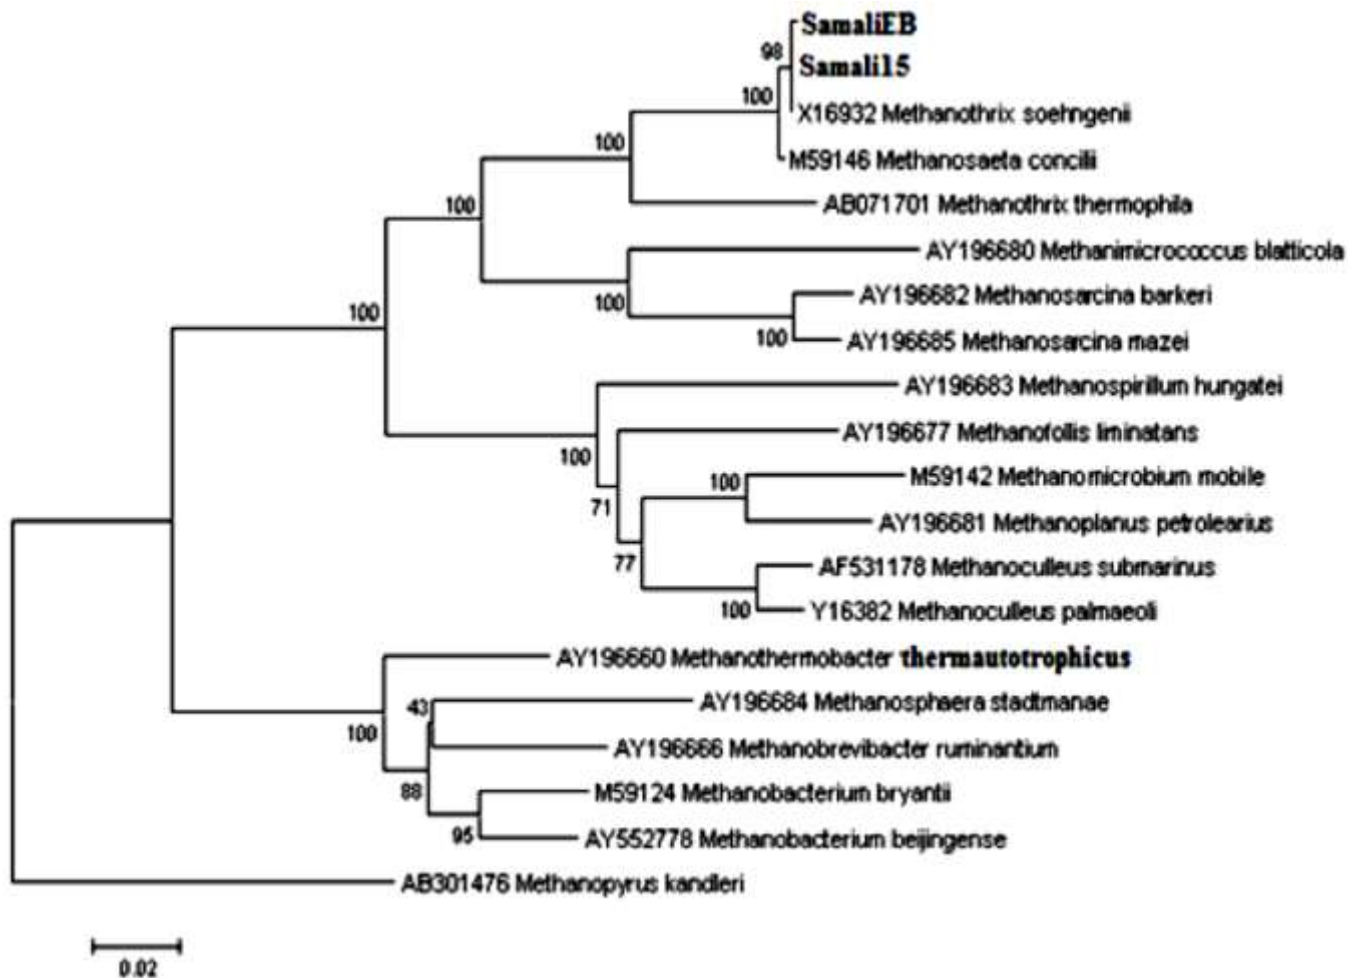 SamaliEB
98
Samali15
100
X16932 Methanothrix soehngenii
100
M59146 Methanosaeta concilii
100
AB071701 Methanothrix thermophila
AY196680 Methanimicrococcus blatticola
100
AY196682 Methanosarcina barkeri
100
100
AY196685 Methanosarcina mazei
AY196683 Methanospirillum hungatei
AY196677 Methanofollis liminatans
100
M59142 Methanomicrobium mobile
100
71
AY196681 Methanoplanus petrolearius
77
AF531178 Methanoculleus submarinus
100
Y16382 Methanoculleus palmaeoli
AY196660 Methanothermobacter thermautotrophicus
43
AY196684 Methanosphaera stadtmanae
100
AY196666 Methanobrevibacter ruminantium
88
M59124 Methanobacterium bryantii
95
AY552778 Methanobacterium beijingense
AB301476 Methanopyrus kandleri
0.02